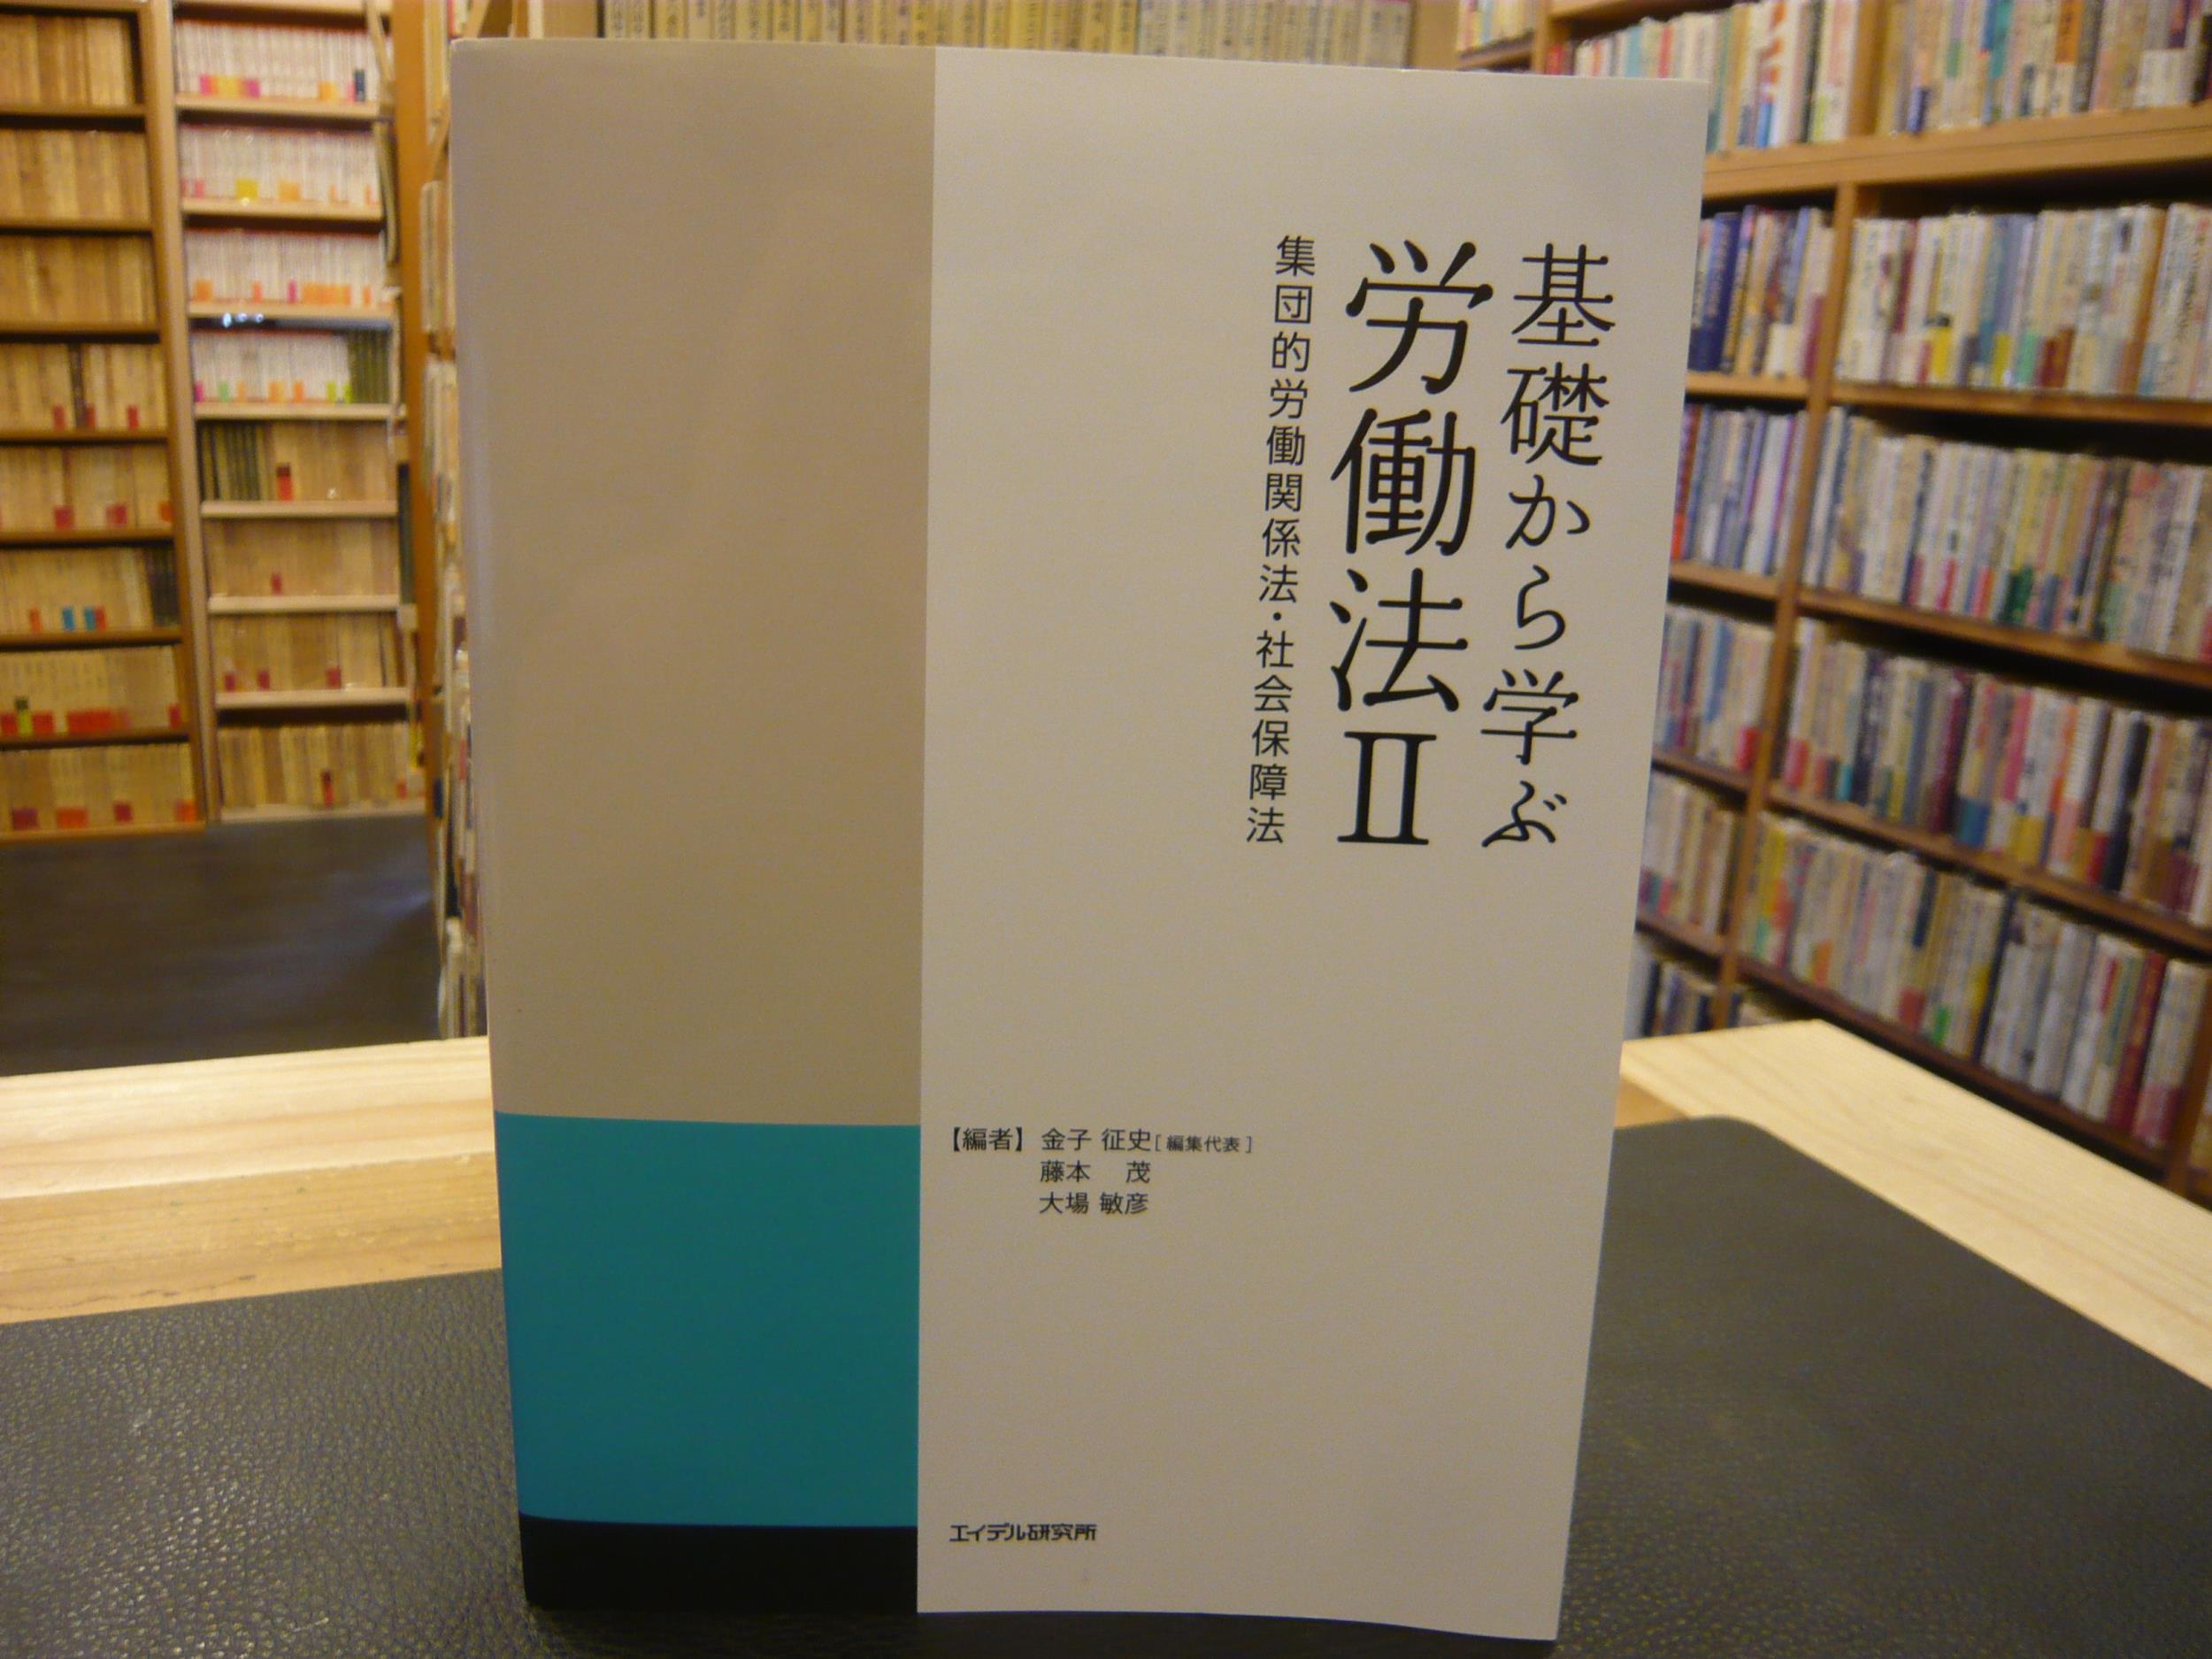 基礎から学ぶ
労働法Ⅱ
集団的労働関係法・社会保障法
【編者】金子 征史[編集代表]
藤本 茂
大場 敏彦
エイデル研究所